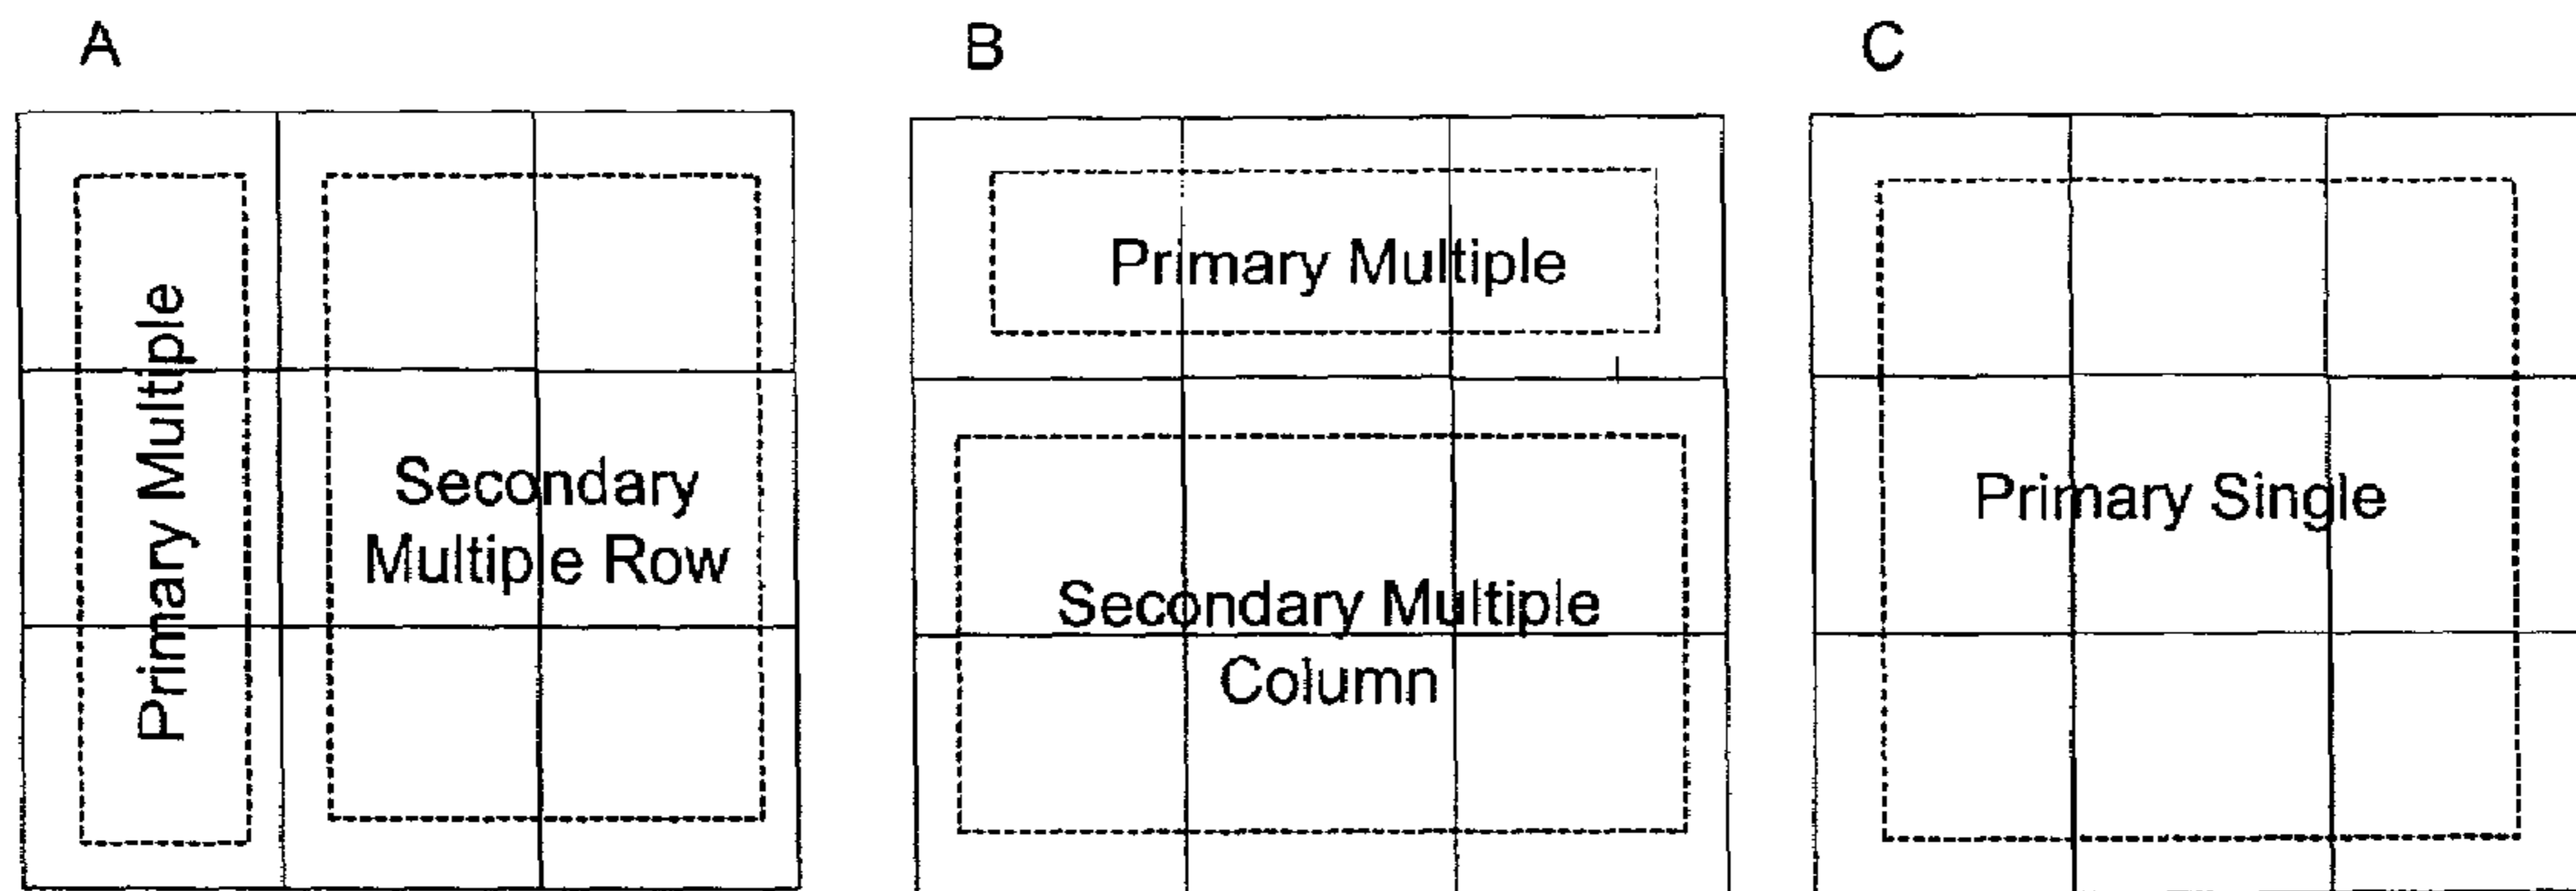 A
Primary Multiple
Secondary
Multiple Row
B
Primary Multiple
Secondary Multiple
Column
C
Primary Single